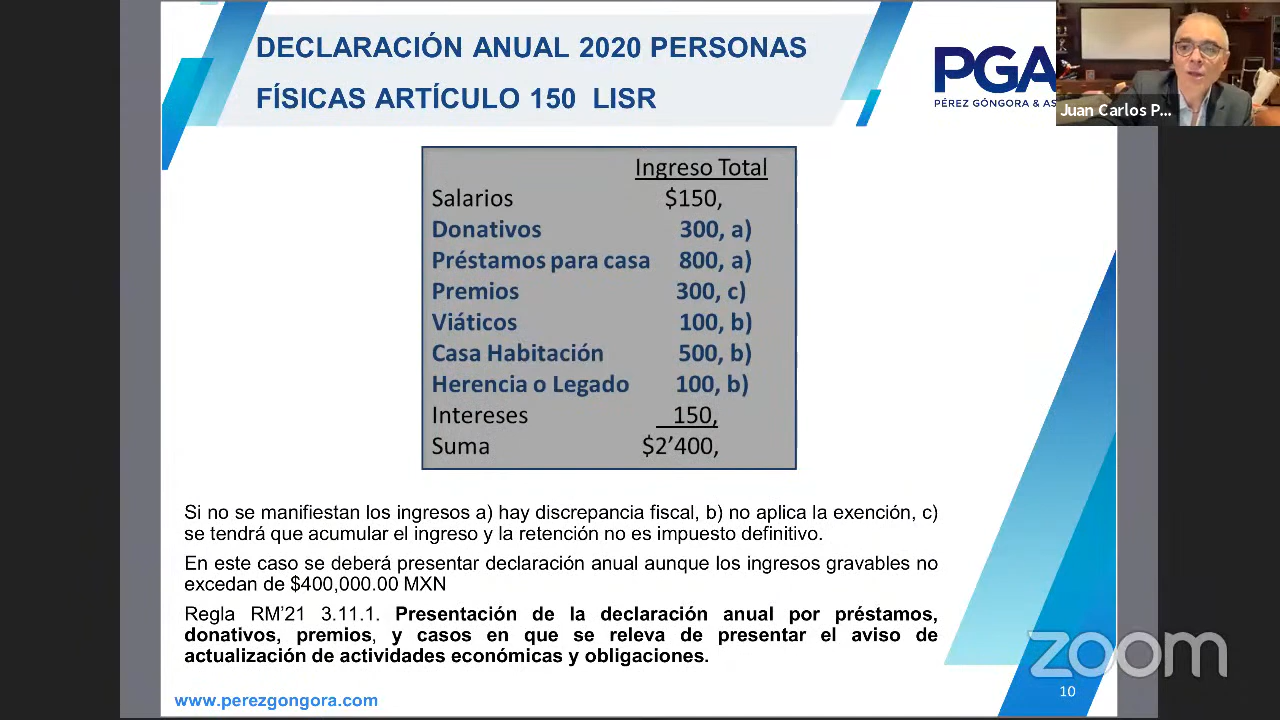 DECLARACIÓN ANUAL 2020 PERSONAS
FÍSICAS ARTÍCULO 150 LISR
PGA
PÉREZ GÓNGORA & AS
Juan Carlos P...
Ingreso Total
Salarios $150,
Donativos 300, a)
Préstamos para casa 800, a)
Premios 300, c)
Viáticos 100, b)
Casa Habitación 500, b)
Herencia o Legado 100, b)
Intereses 150,
Suma $2’400,
Si no se manifiestan los ingresos a) hay discrepancia fiscal, b) no aplica la exención, c)
se tendrá que acumular el ingreso y la retención no es impuesto definitivo.
En este caso se deberá presentar declaración anual aunque los ingresos gravables no
excedan de $400,000.00 MXN
Regla RM’21 3.11.1. Presentación de la declaración anual por préstamos,
donativos, premios, y casos en que se releva de presentar el aviso de
actualización de actividades económicas y obligaciones.
zoom
www.perezgongora.com
10